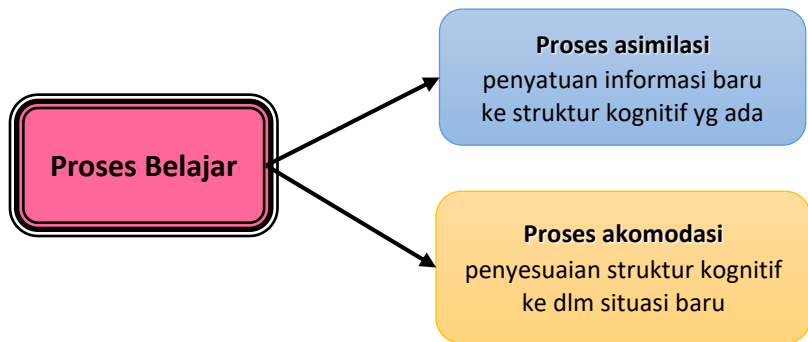 Proses Belajar
Proses asimilasi
penyatuan informasi baru
ke struktur kognitif yg ada
Proses akomodasi
penyesuaian struktur kognitif
ke dlm situasi baru